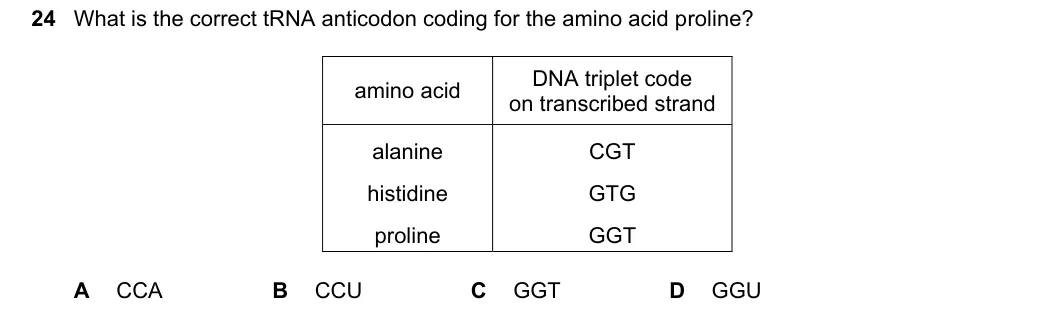 24 What is the correct tRNA anticodon coding for the amino acid proline?
amino acid
DNA triplet code
on transcribed strand
alanine CGT
histidine GTG
proline GGT
A CCA B CCU C GGT D GGU